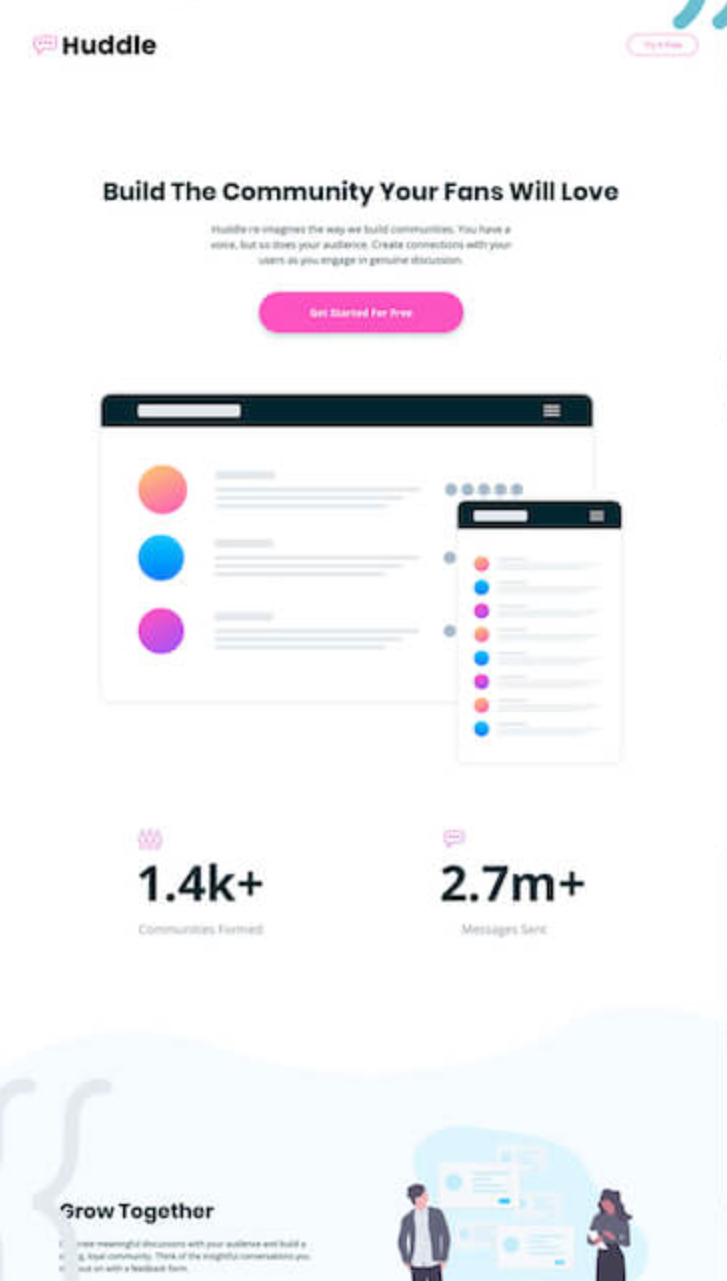 Huddle
Try It Free
Build The Community Your Fans Will Love
Huddle re-imagines the way we build communities. You have a
voice, but so does your audience. Create connections with your
users as you engage in genuine discussion.
Get Started For Free
1.4k+
2.7m+
Communities Formed
Messages Sent
Grow Together
meaningful discussions with your audience and build a
loyal community. Think of the insightful conversations you
out on with a feedback form.